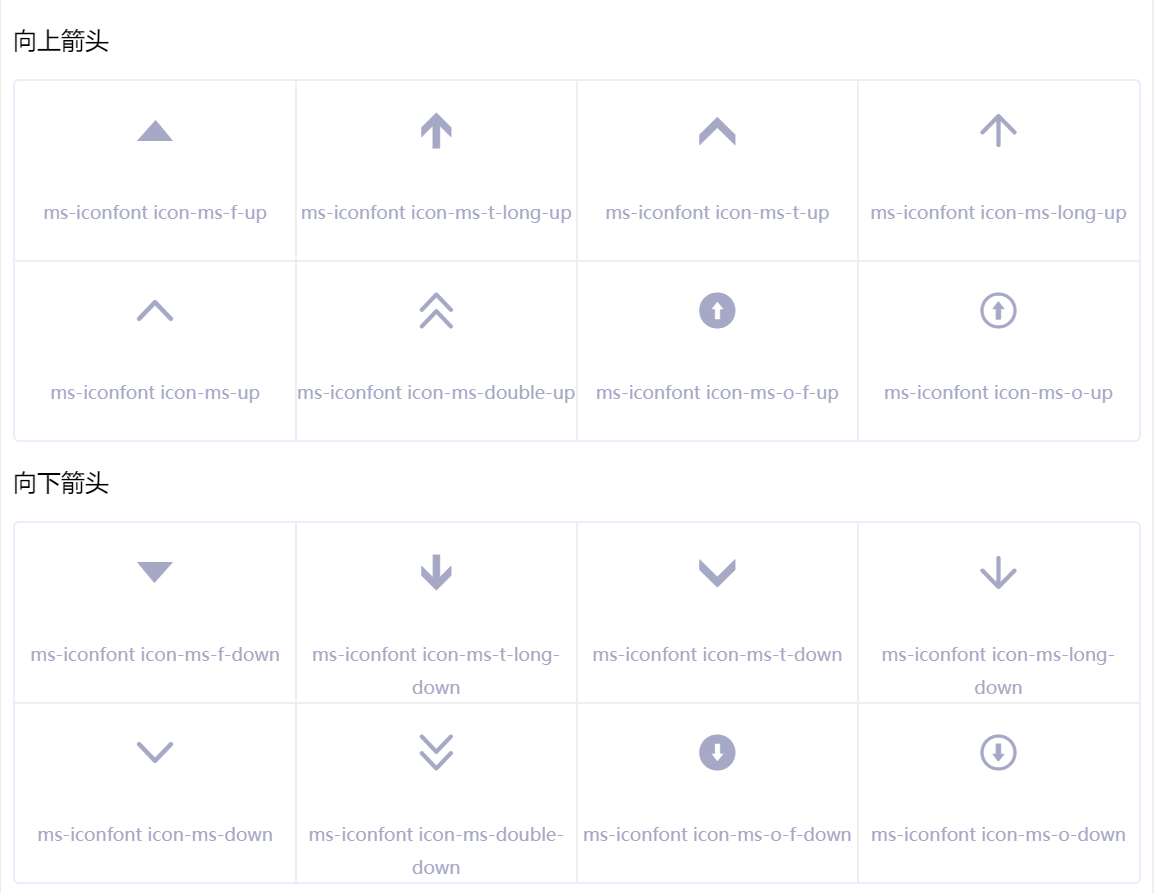 向上箭头
ms-iconfont icon-ms-f-up
ms-iconfont icon-ms-t-long-up
ms-iconfont icon-ms-t-up
ms-iconfont icon-ms-long-up
ms-iconfont icon-ms-up
ms-iconfont icon-ms-double-up
ms-iconfont icon-ms-o-f-up
ms-iconfont icon-ms-o-up
向下箭头
ms-iconfont icon-ms-f-down
ms-iconfont icon-ms-t-long-
down
ms-iconfont icon-ms-t-down
ms-iconfont icon-ms-long-
down
ms-iconfont icon-ms-down
ms-iconfont icon-ms-double-
down
ms-iconfont icon-ms-o-f-down
ms-iconfont icon-ms-o-down